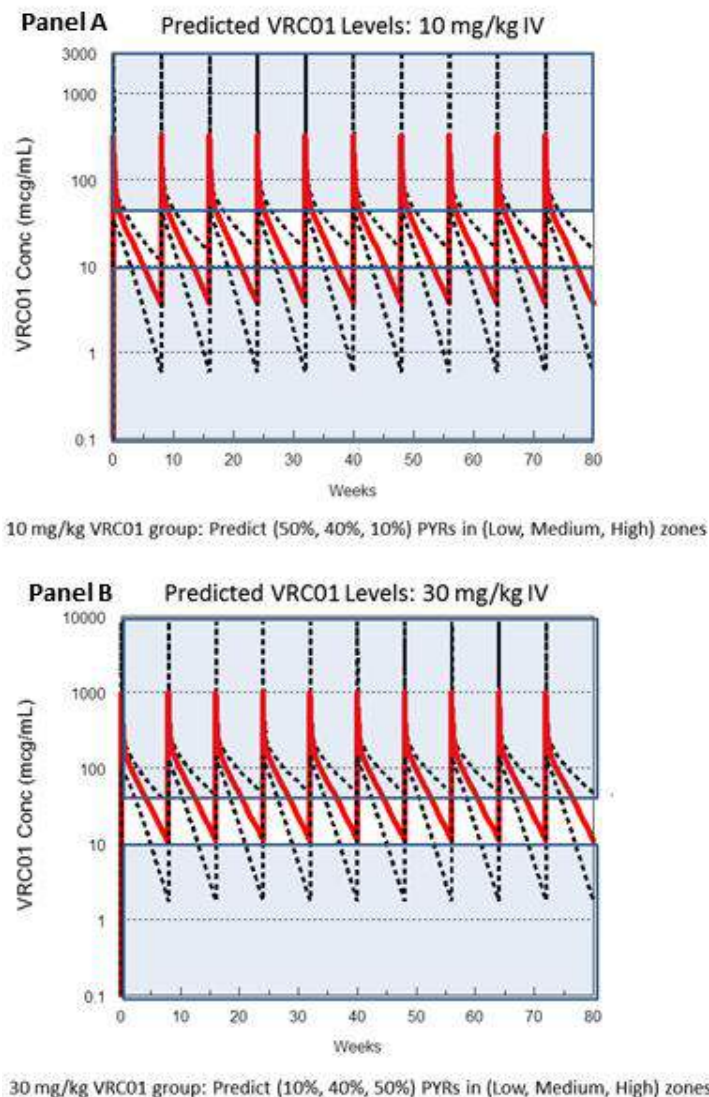 Panel A Predicted VRC01 Levels: 10 mg/kg IV
3000
1000
100
10
1
0.1
VRC01 Conc (mcg/mL)
0 10 20 30 40 50 60 70 80
Weeks
10 mg/kg VRC01 group: Predict (50%, 40%, 10%) PYRs in (Low, Medium, High) zones
Panel B Predicted VRC01 Levels: 30 mg/kg IV
10000
1000
100
10
1
0.1
VRC01 Conc (mcg/mL)
0 10 20 30 40 50 60 70 80
Weeks
30 mg/kg VRC01 group: Predict (10%, 40%, 50%) PYRs in (Low, Medium, High) zones